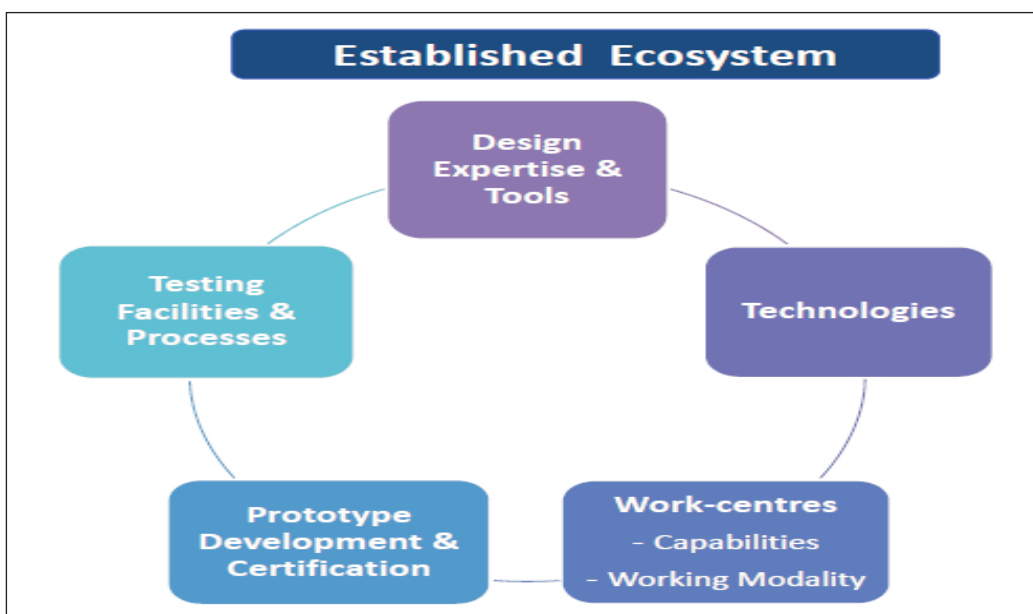 Established Ecosystem
Design
Expertise &
Tools
Technologies
Work-centres
- Capabilities
- Working Modality
Prototype
Development &
Certification
Testing
Facilities &
Processes